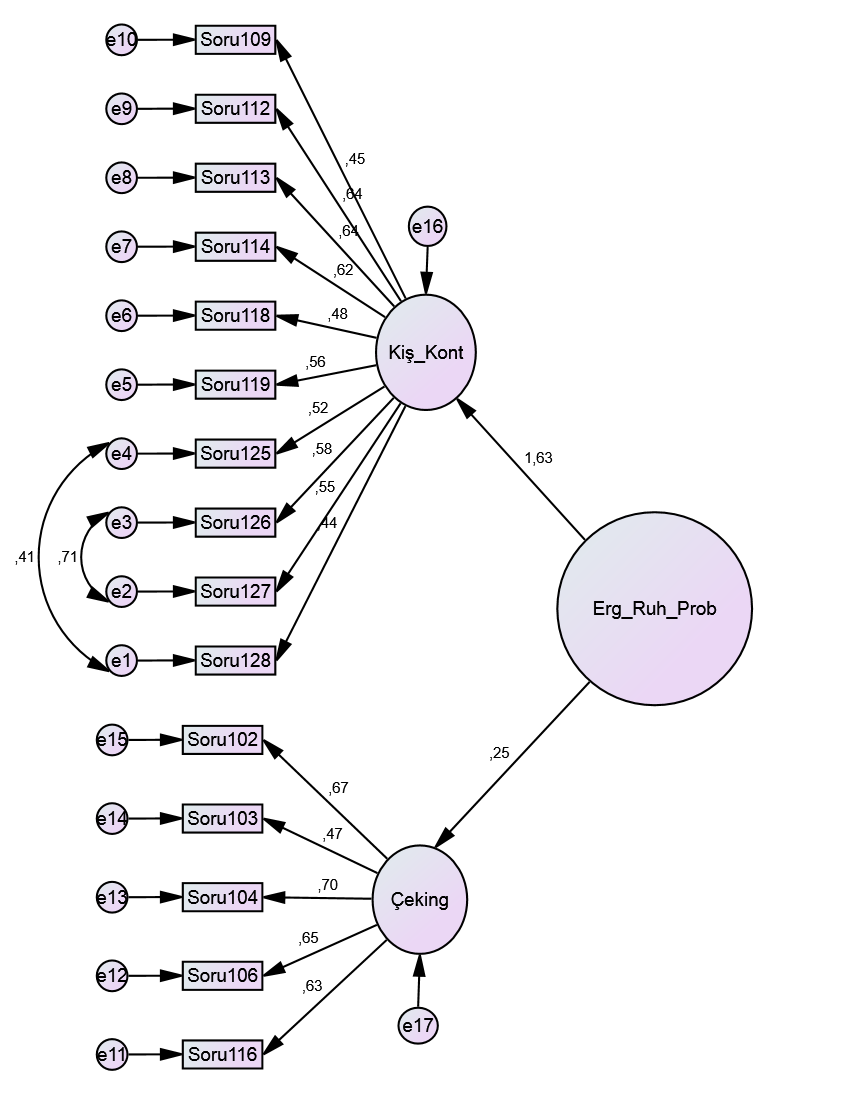 e10 Soru109
,45
e9 Soru112
,64
e8 Soru113
,64
e16
e7 Soru114
,62
e6 Soru118
,48
Kiş_Kont
e5 Soru119
,56
,52
e4 Soru125
,58
1,63
,55
e3 Soru126
,44
,41
,71
e2 Soru127
Erg_Ruh_Prob
e1 Soru128
e15 Soru102
,25
,67
e14 Soru103
,47
e13 Soru104
,70
Çeking
,65
e12 Soru106
,63
e17
e11 Soru116